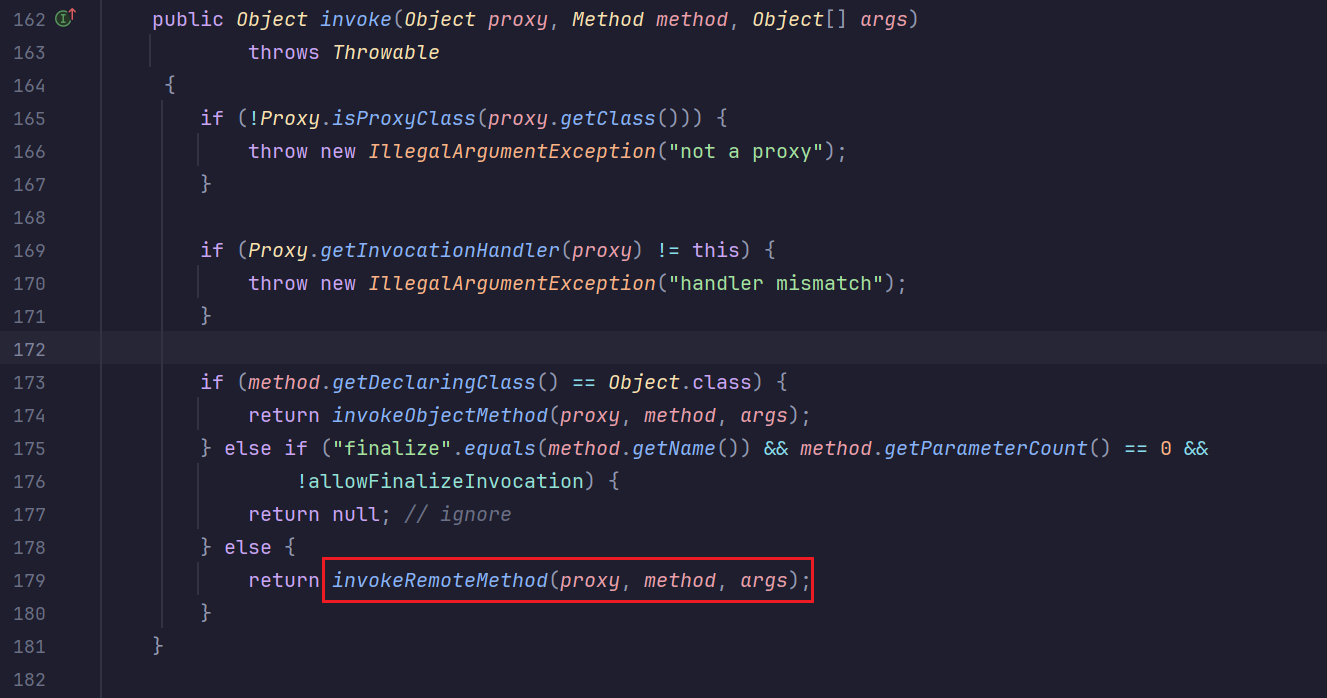 162 public Object invoke(Object proxy, Method method, Object[] args)
163 throws Throwable
164 {
165 if (!Proxy.isProxyClass(proxy.getClass())) {
166 throw new IllegalArgumentException("not a proxy");
167 }
168
169 if (Proxy.getInvocationHandler(proxy) != this) {
170 throw new IllegalArgumentException("handler mismatch");
171 }
172
173 if (method.getDeclaringClass() == Object.class) {
174 return invokeObjectMethod(proxy, method, args);
175 } else if ("finalize".equals(method.getName()) && method.getParameterCount() == 0 &&
176 !allowFinalizeInvocation) {
177 return null; // ignore
178 } else {
179 return invokeRemoteMethod(proxy, method, args);
180 }
181 }
182